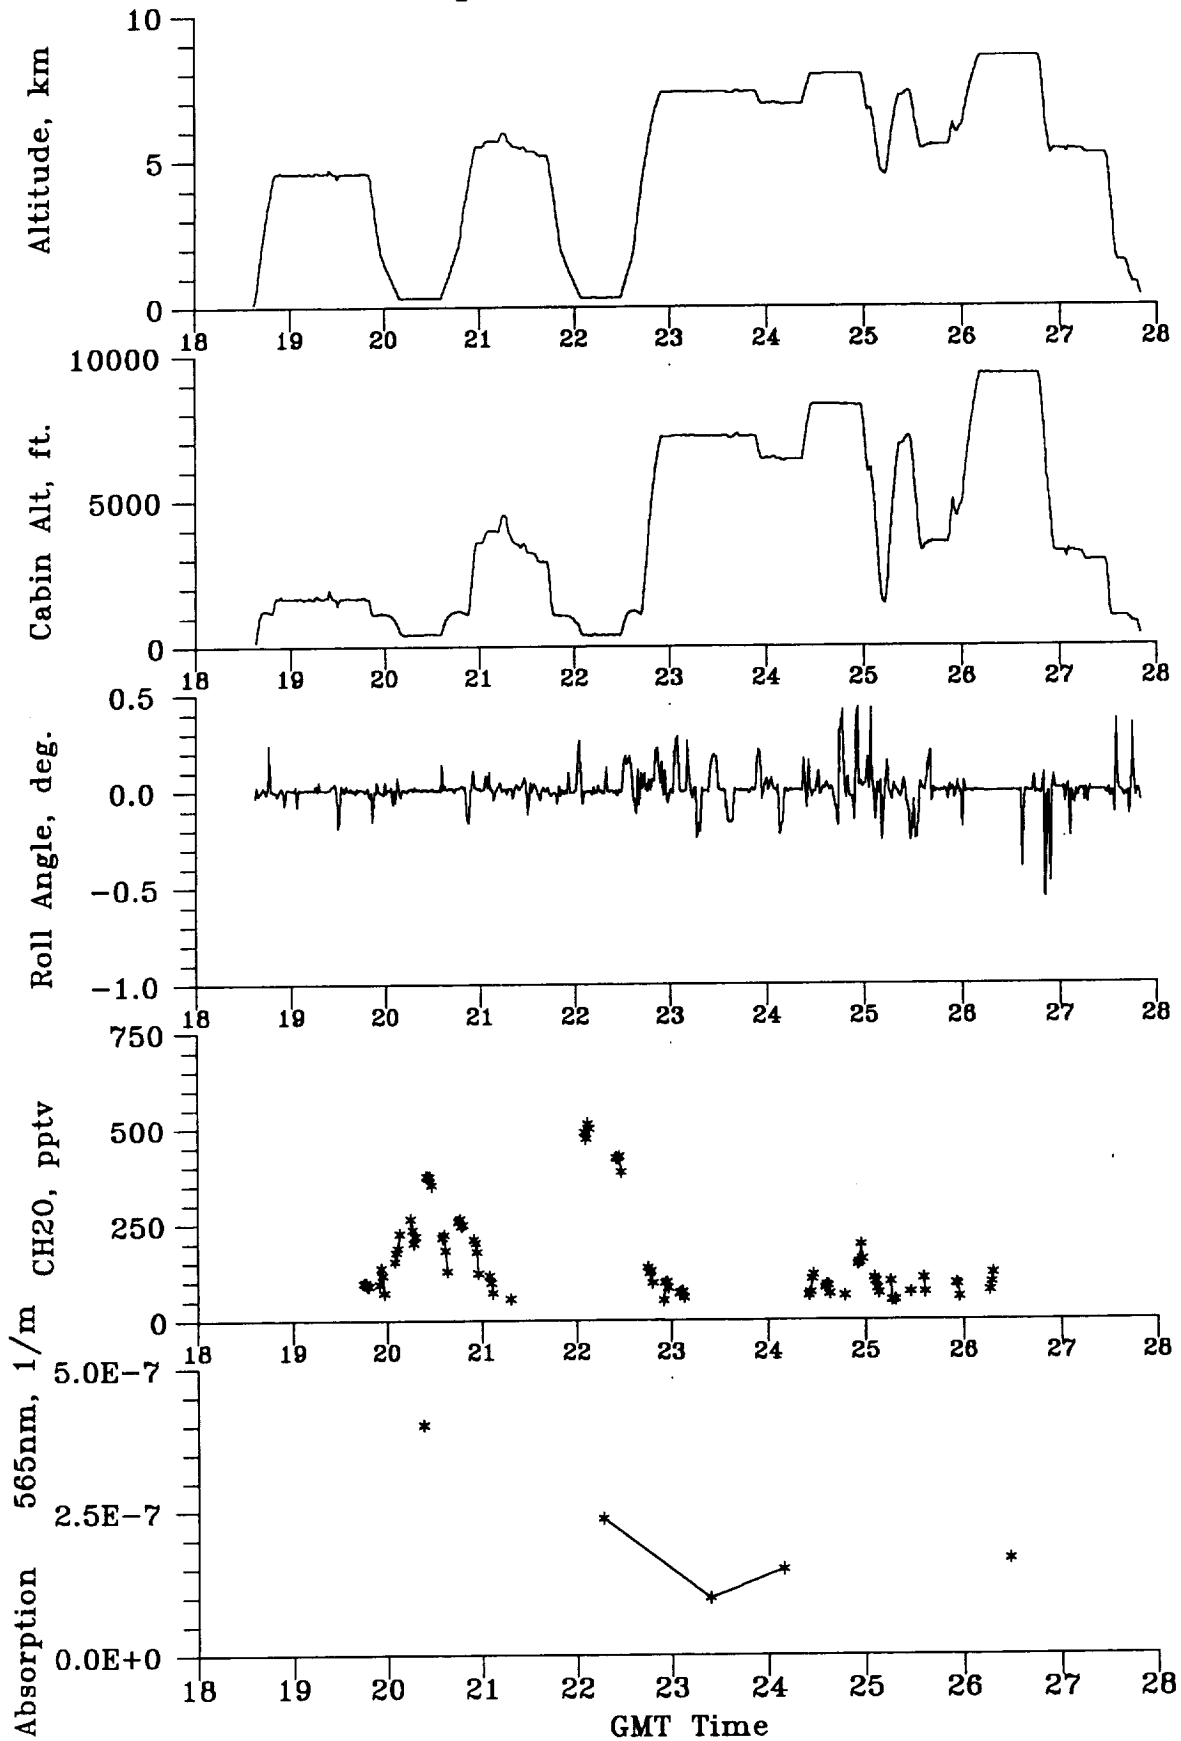 10
5
0
Altitude, km
18 19 20 21 22 23 24 25 26 27 28
10000
5000
0
Cabin Alt, ft.
18 19 20 21 22 23 24 25 26 27 28
0.5
0.0
−0.5
−1.0
Roll Angle, deg.
18 19 20 21 22 23 24 25 26 27 28
750
500
250
0
CH2O, pptv
18 19 20 21 22 23 24 25 26 27 28
5.0E−7
2.5E−7
0.0E+0
Absorption 565nm, 1/m
18 19 20 21 22 23 24 25 26 27 28
GMT Time